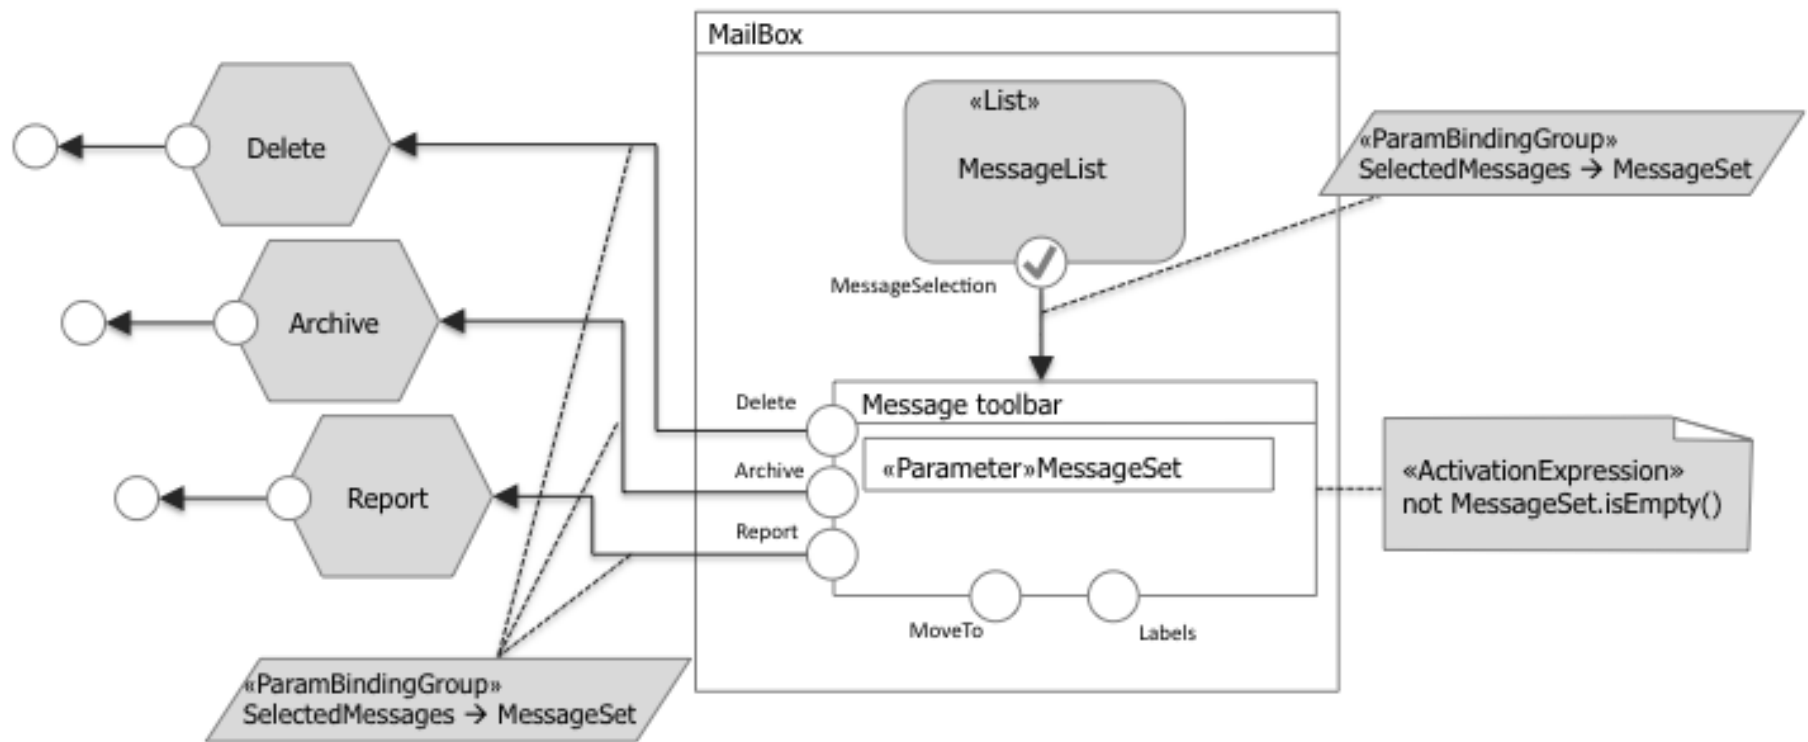 MailBox
«List»
MessageList
MessageSelection
«ParamBindingGroup»
SelectedMessages → MessageSet
Delete
Archive
Report
Delete
Archive
Report
Message toolbar
«Parameter»MessageSet
MoveTo
Labels
«ActivationExpression»
not MessageSet.isEmpty()
«ParamBindingGroup»
SelectedMessages → MessageSet